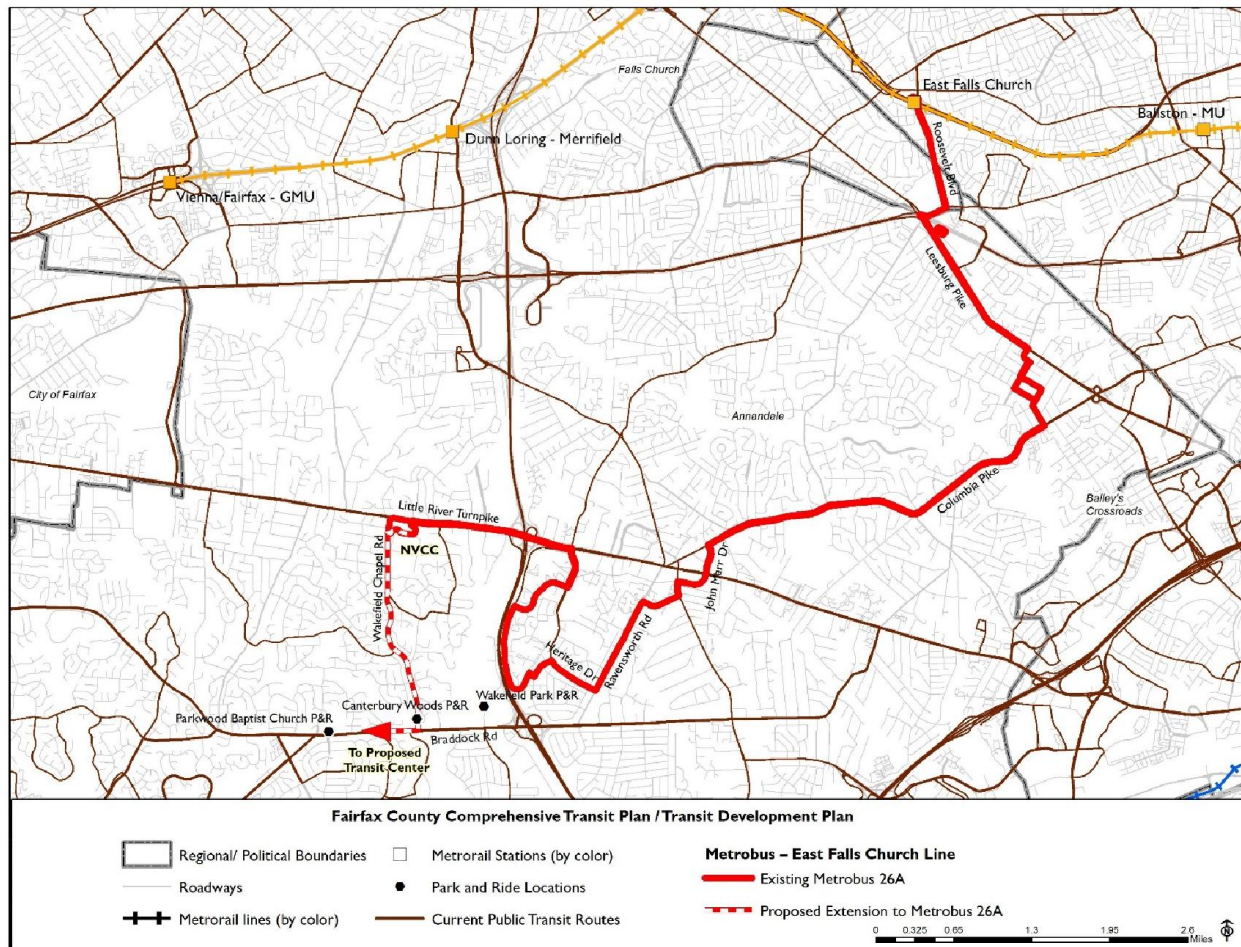 Falls Church
East Falls Church
Ballston - MU
Dunn Loring - Merrifield
Roosevelt Blvd
Vienna/Fairfax - GMU
Leesburg Pike
City of Fairfax
Annandale
Columbia Pike
Bailey's
Crossroads
Little River Turnpike
NVCC
Wakefield Chapel Rd
John Marr Dr
Heritage Dr
Ravensworth Rd
Wakefield Park P&R
Canterbury Woods P&R
Parkwood Baptist Church P&R
Braddock Rd
To Proposed
Transit Center
Fairfax County Comprehensive Transit Plan / Transit Development Plan
Regional/ Political Boundaries
Roadways
Metrorail lines (by color)
Metrorail Stations (by color)
Park and Ride Locations
Current Public Transit Routes
Metrobus – East Falls Church Line
Existing Metrobus 26A
Proposed Extension to Metrobus 26A
0 0.325 0.65 1.3 1.95 2.6
Miles
N